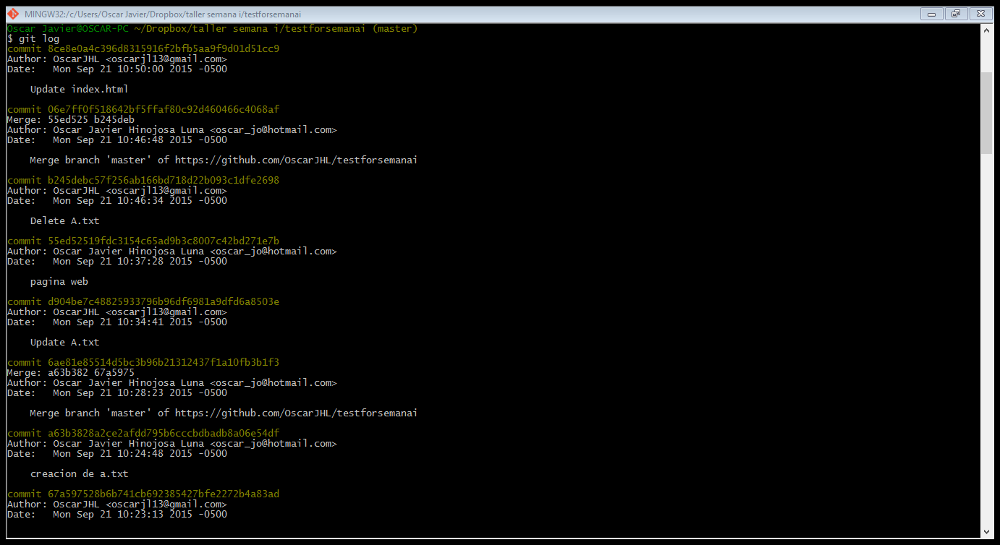 MINGW32:/c/Users/Oscar Javier/Dropbox/taller semana i/testforsemanai
Oscar Javier@OSCAR-PC ~/Dropbox/taller semana i/testforsemanai (master)
$ git log
commit 8ce8e0a4c396d8315916f2bfb5aa9f9d01d51cc9
Author: OscarJHL <oscarjl13@gmail.com>
Date:   Mon Sep 21 10:50:00 2015 -0500
    Update index.html
commit 06e7ff0f518642bf5ffaf80c92d460466c4068af
Merge: 55ed525 b245deb
Author: Oscar Javier Hinojosa Luna <oscar_jo@hotmail.com>
Date:   Mon Sep 21 10:46:48 2015 -0500
    Merge branch 'master' of https://github.com/OscarJHL/testforsemanai
commit b245debc57f256ab166bd718d22b093c1dfe2698
Author: OscarJHL <oscarjl13@gmail.com>
Date:   Mon Sep 21 10:46:34 2015 -0500
    Delete A.txt
commit 55ed52519fdc3154c65ad9b3c8007c42bd271e7b
Author: Oscar Javier Hinojosa Luna <oscar_jo@hotmail.com>
Date:   Mon Sep 21 10:37:28 2015 -0500
    pagina web
commit d904be7c48825933796b96df6981a9dfd6a8503e
Author: OscarJHL <oscarjl13@gmail.com>
Date:   Mon Sep 21 10:34:41 2015 -0500
    Update A.txt
commit 6ae81e85514d5bc3b96b21312437f1a10fb3b1f3
Merge: a63b382 67a5975
Author: Oscar Javier Hinojosa Luna <oscar_jo@hotmail.com>
Date:   Mon Sep 21 10:28:23 2015 -0500
    Merge branch 'master' of https://github.com/OscarJHL/testforsemanai
commit a63b3828a2ce2afdd795b6cccbdbadb8a06e54df
Author: Oscar Javier Hinojosa Luna <oscar_jo@hotmail.com>
Date:   Mon Sep 21 10:24:48 2015 -0500
    creacion de a.txt
commit 67a597528b6b741cb692385427bfe2272b4a83ad
Author: OscarJHL <oscarjl13@gmail.com>
Date:   Mon Sep 21 10:23:13 2015 -0500